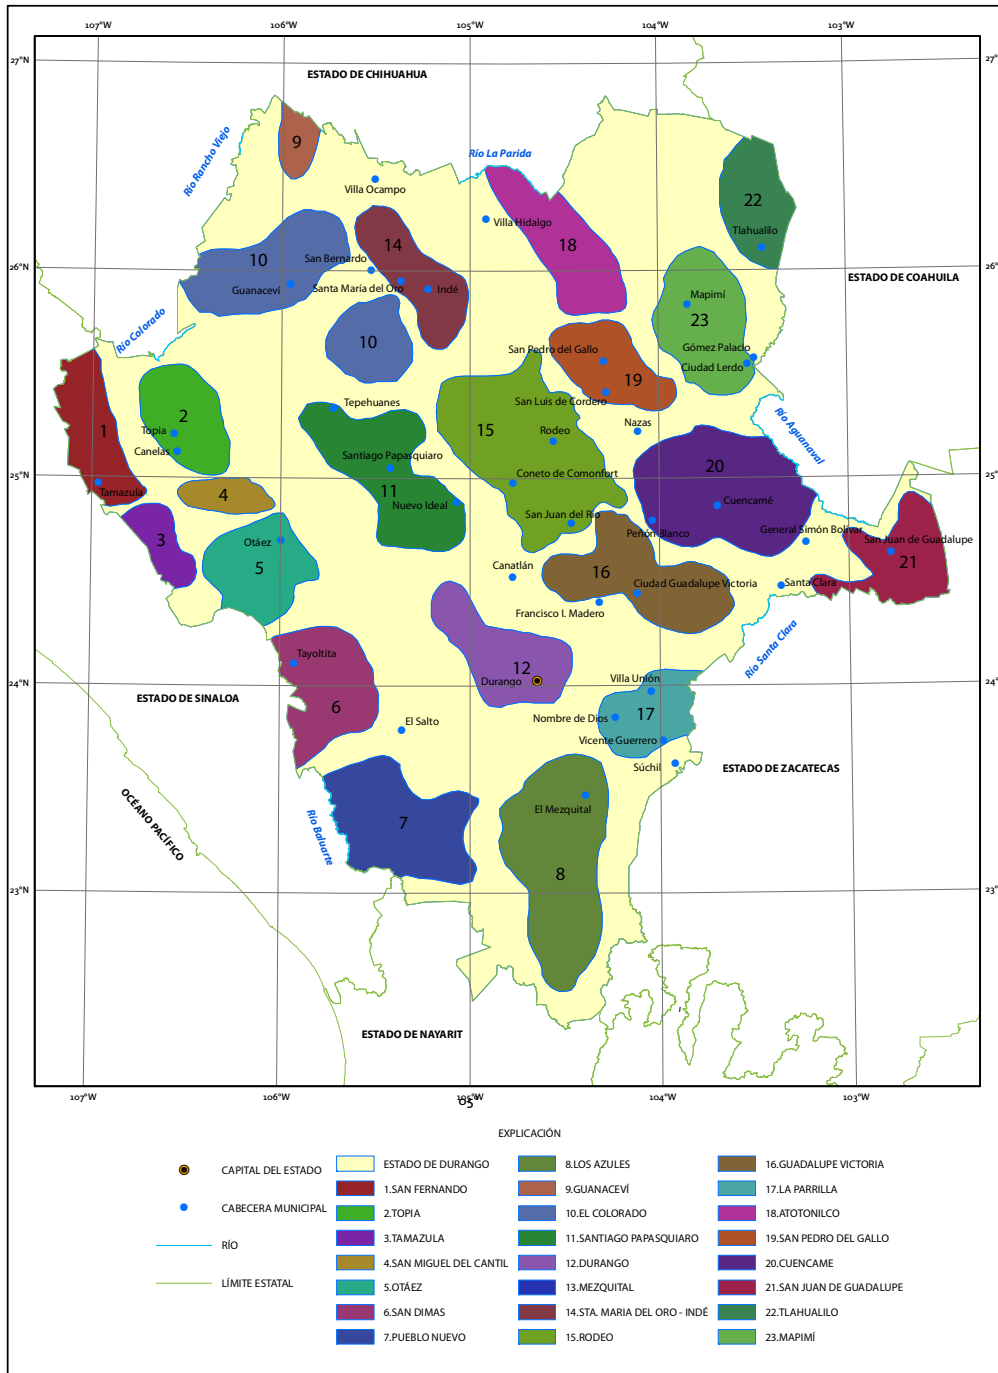 107°W 106°W 105°W 104°W 103°W
27°N 27°
ESTADO DE CHIHUAHUA
9
Río Rancho Viejo
Río La Parida
Villa Ocampo
22
Villa Hidalgo
Tlahualilo
14
18
10
San Bernardo
26°N 26°
ESTADO DE COAHUILA
Guanaceví
Santa María del Oro
Indé
Mapimí
23
Río Colorado
10
San Pedro del Gallo
Gómez Palacio
Ciudad Lerdo
19
San Luis de Cordero
Tepehuanes
2
1
Topia
15
Rodeo
Nazas
Río Aguanaval
Canelas
Santiago Papasquiaro
20
25°N 25°
Coneto de Comonfort
Tamazula
4
11
Nuevo Ideal
Cuencamé
San Juan del Río
Peñón Blanco
General Simón Bolívar
3
Otáez
San Juan de Guadalupe
21
5
Canatlán
16
Ciudad Guadalupe Victoria
Santa Clara
Francisco I. Madero
Río Santa Clara
Tayoltita
12
24°N 24°
Durango
Villa Unión
ESTADO DE SINALOA
6
El Salto
Nombre de Dios
17
Vicente Guerrero
Súchil
ESTADO DE ZACATECAS
OCÉANO PACÍFICO
Río Baluarte
7
El Mezquital
8
23°N 23°
ESTADO DE NAYARIT
107°W 106°W 105°W 104°W 103°W
05
EXPLICACIÓN
CAPITAL DEL ESTADO
CABECERA MUNICIPAL
RÍO
LÍMITE ESTATAL
ESTADO DE DURANGO
1.SAN FERNANDO
2.TOPIA
3.TAMAZULA
4.SAN MIGUEL DEL CANTIL
5.OTÁEZ
6.SAN DIMAS
7.PUEBLO NUEVO
8.LOS AZULES
9.GUANACEVÍ
10.EL COLORADO
11.SANTIAGO PAPASQUIARO
12.DURANGO
13.MEZQUITAL
14.STA. MARIA DEL ORO - INDÉ
15.RODEO
16.GUADALUPE VICTORIA
17.LA PARRILLA
18.ATOTONILCO
19.SAN PEDRO DEL GALLO
20.CUENCAME
21.SAN JUAN DE GUADALUPE
22.TLAHUALILO
23.MAPIMÍ